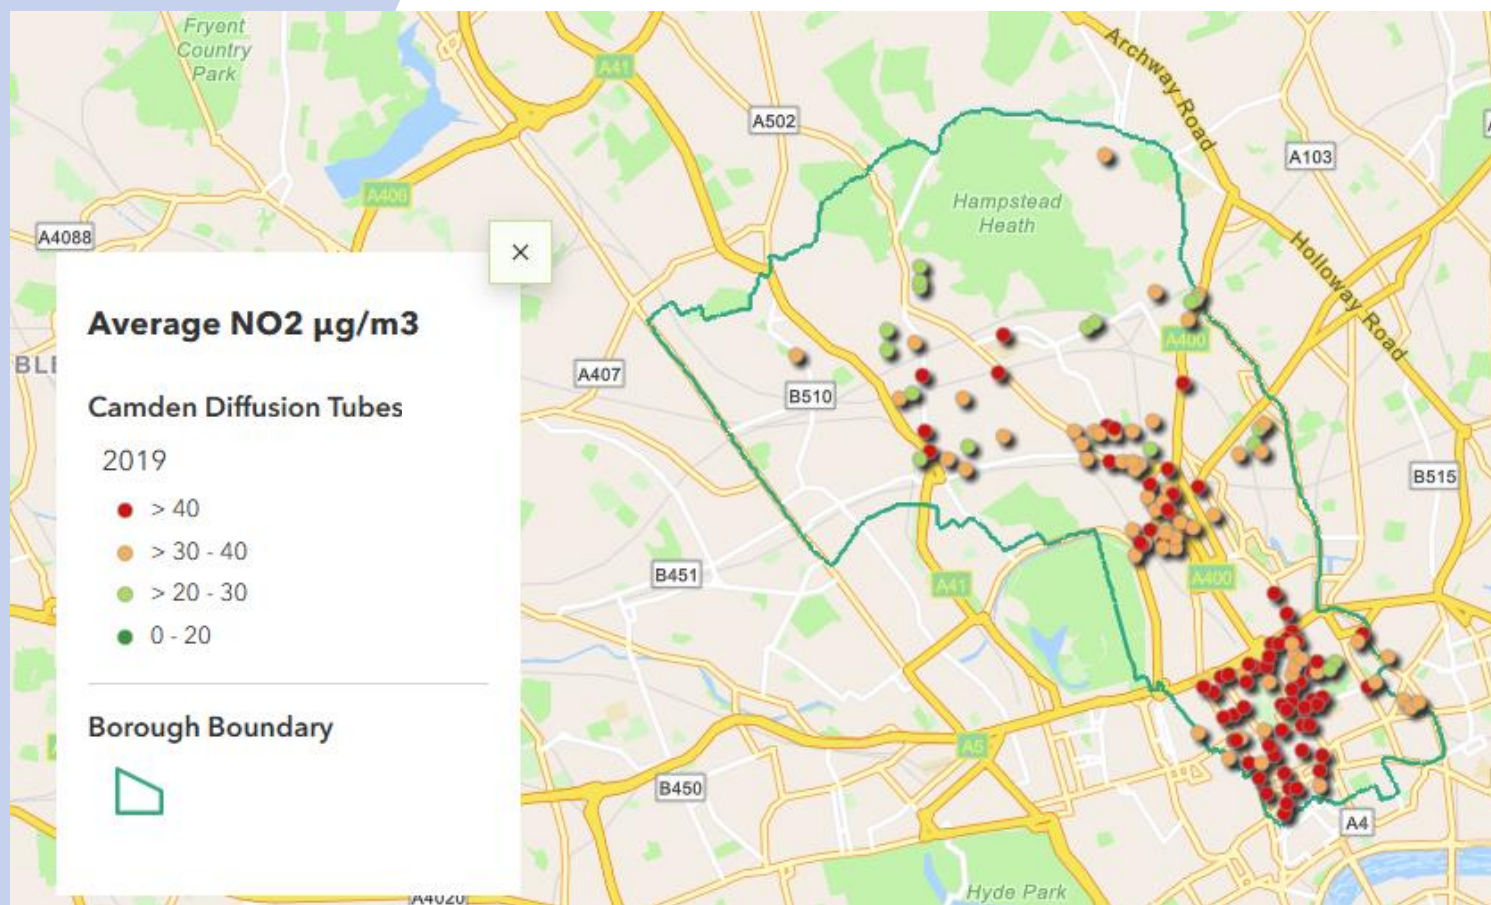 Fryent
Country
Park
A41
A502
Archway Road
A103
A406
Hampstead
Heath
A4088
Holloway Road
Average NO2 µg/m3
A400
BLE
A407
B510
Camden Diffusion Tubes
2019
B515
> 40
> 30 - 40
> 20 - 30
0 - 20
B451
A41
A400
Borough Boundary
A5
B450
A4
Hyde Park
A4020